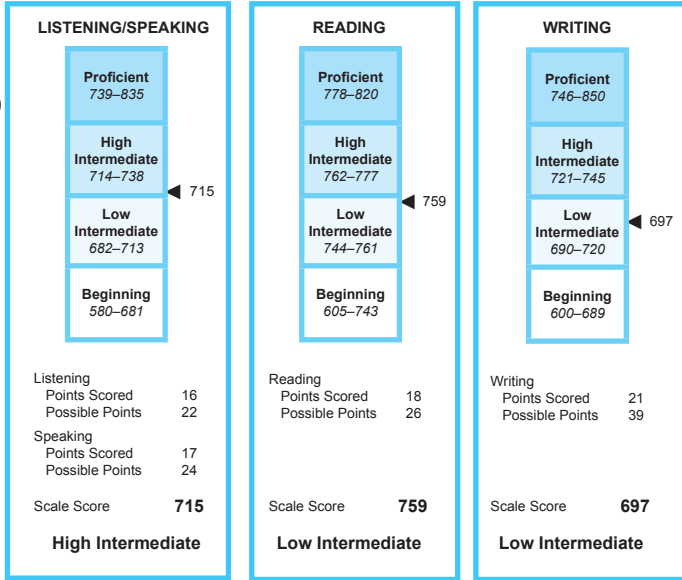 LISTENING/SPEAKING
Proficient
739–835
High
Intermediate
714–738
715
Low
Intermediate
682–713
Beginning
580–681
Listening
Points Scored 16
Possible Points 22
Speaking
Points Scored 17
Possible Points 24
Scale Score 715
High Intermediate
READING
Proficient
778–820
High
Intermediate
762–777
759
Low
Intermediate
744–761
Beginning
605–743
Reading
Points Scored 18
Possible Points 26
Scale Score 759
Low Intermediate
WRITING
Proficient
746–850
High
Intermediate
721–745
Low
Intermediate
690–720
697
Beginning
600–689
Writing
Points Scored 21
Possible Points 39
Scale Score 697
Low Intermediate